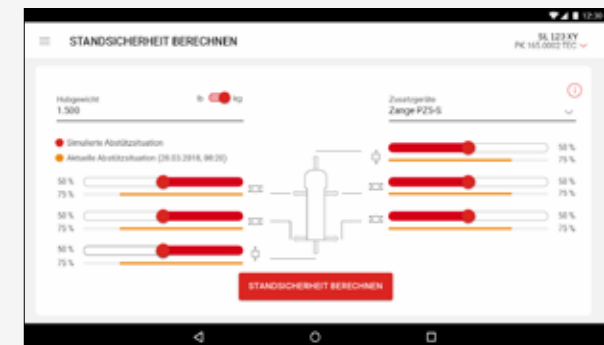 12:30
STANDSICHERHEIT BERECHNEN
SL 123 XY
PK 165.0002 TEC
Hubgewicht
lb kg
1.500
Zusatzgeräte
Zange PZS-S
Simulierte Abstützsituation
Aktuelle Abstützsituation (28.03.2018, 08:20)
50 %
75 %
50 %
75 %
50 %
75 %
50 %
75 %
50 %
75 %
50 %
75 %
STANDSICHERHEIT BERECHNEN